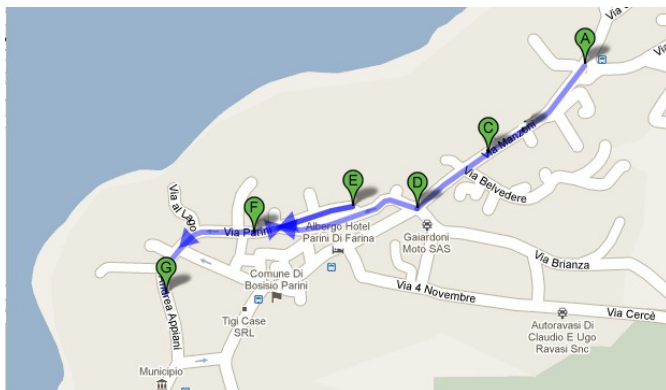 A
C
Via Manzoni
E
D
Via Belvedere
Via al Lago
F
Via Parini
Albergo Hotel
Parini Di Farina
Gaiardoni
Moto SAS
Via Brianza
G
Comune Di
Bosisio Parini
Via 4 Novembre
Via Cercè
Andrea Appiani
Tigi Case
SRL
Autoravasi Di
Claudio E Ugo
Ravasi Snc
Municipio